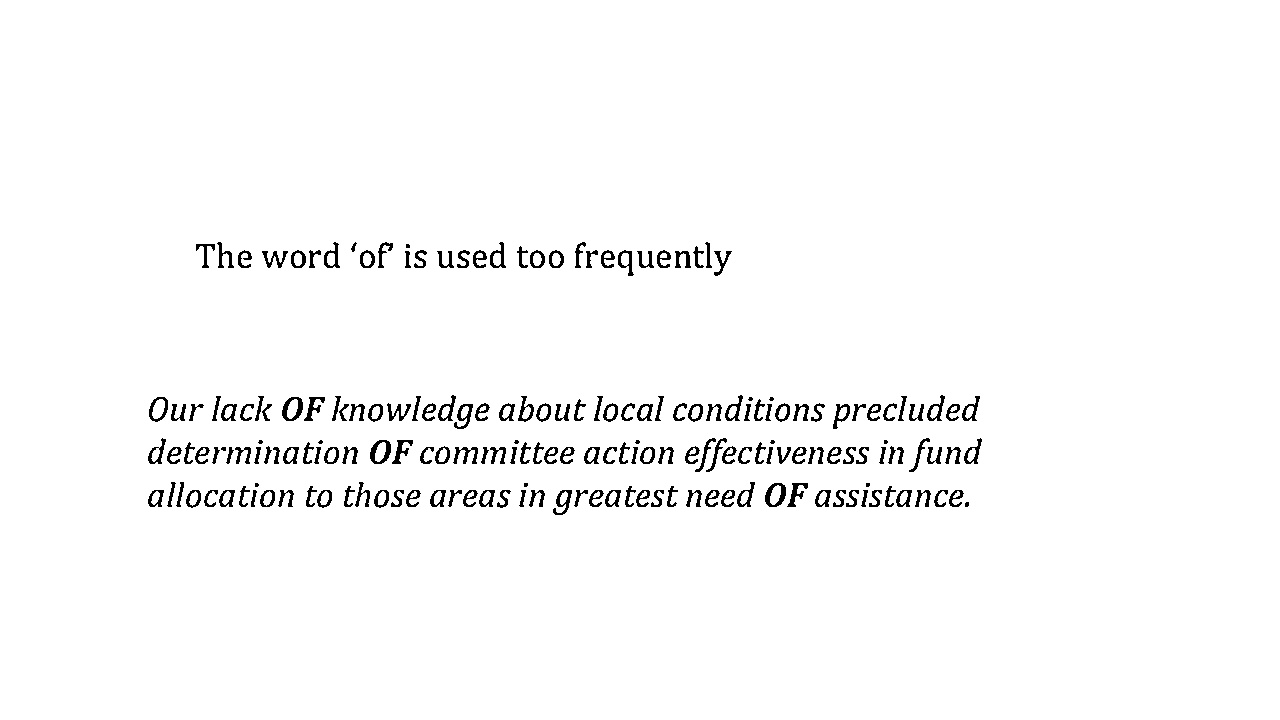 The word ‘of’ is used too frequently
Our lack OF knowledge about local conditions precluded
determination OF committee action effectiveness in fund
allocation to those areas in greatest need OF assistance.